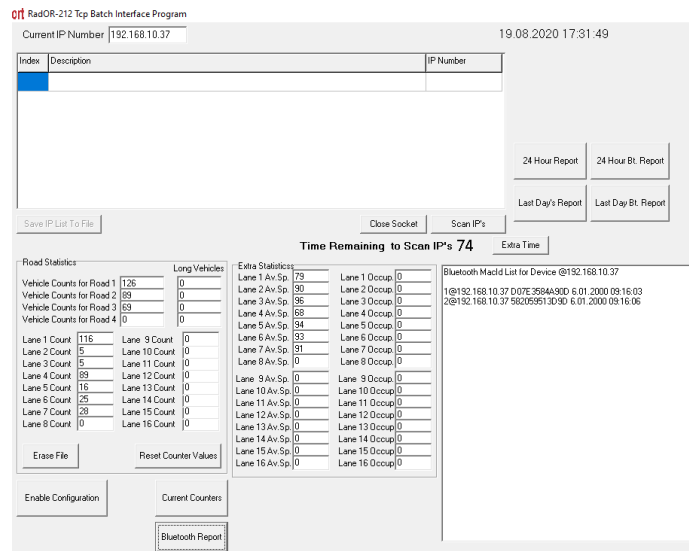 ort RadOR-212 Tcp Batch Interface Program
Current IP Number 192.168.10.37 19.08.2020 17:31:49
Index Description IP Number
24 Hour Report 24 Hour Bt. Report
Last Day's Report Last Day Bt. Report
Save IP List To File Close Socket Scan IP's
Time Remaining to Scan IP's 74 Extra Time
Road Statistics
Long Vehicles
Vehicle Counts for Road 1 126 0
Vehicle Counts for Road 2 89 0
Vehicle Counts for Road 3 69 0
Vehicle Counts for Road 4 0 0
Lane 1 Count 116 Lane 9 Count 0
Lane 2 Count 5 Lane 10 Count 0
Lane 3 Count 5 Lane 11 Count 0
Lane 4 Count 89 Lane 12 Count 0
Lane 5 Count 16 Lane 13 Count 0
Lane 6 Count 25 Lane 14 Count 0
Lane 7 Count 28 Lane 15 Count 0
Lane 8 Count 0 Lane 16 Count 0
Erase File Reset Counter Values
Enable Configuration Current Counters
Bluetooth Report
Extra Statisticss
Lane 1 Av.Sp. 79 Lane 1 Occup. 0
Lane 2 Av.Sp. 90 Lane 2 Occup. 0
Lane 3 Av.Sp. 96 Lane 3 Occup. 0
Lane 4 Av.Sp. 68 Lane 4 Occup. 0
Lane 5 Av.Sp. 94 Lane 5 Occup. 0
Lane 6 Av.Sp. 93 Lane 6 Occup. 0
Lane 7 Av.Sp. 91 Lane 7 Occup. 0
Lane 8 Av.Sp. 0 Lane 8 Occup. 0
Lane 9 Av.Sp. 0 Lane 9 Occup. 0
Lane 10 Av.Sp. 0 Lane 10 Occup 0
Lane 11 Av.Sp. 0 Lane 11 Occup 0
Lane 12 Av.Sp. 0 Lane 12 Occup 0
Lane 13 Av.Sp. 0 Lane 13 Occup 0
Lane 14 Av.Sp. 0 Lane 14 Occup 0
Lane 15 Av.Sp. 0 Lane 15 Occup 0
Lane 16 Av.Sp. 0 Lane 16 Occup 0
Bluetooth MacId List for Device @192.168.10.37
1@192.168.10.37 D07E3584A90D 6.01.2000 09:16:03
2@192.168.10.37 582059513D9D 6.01.2000 09:16:06